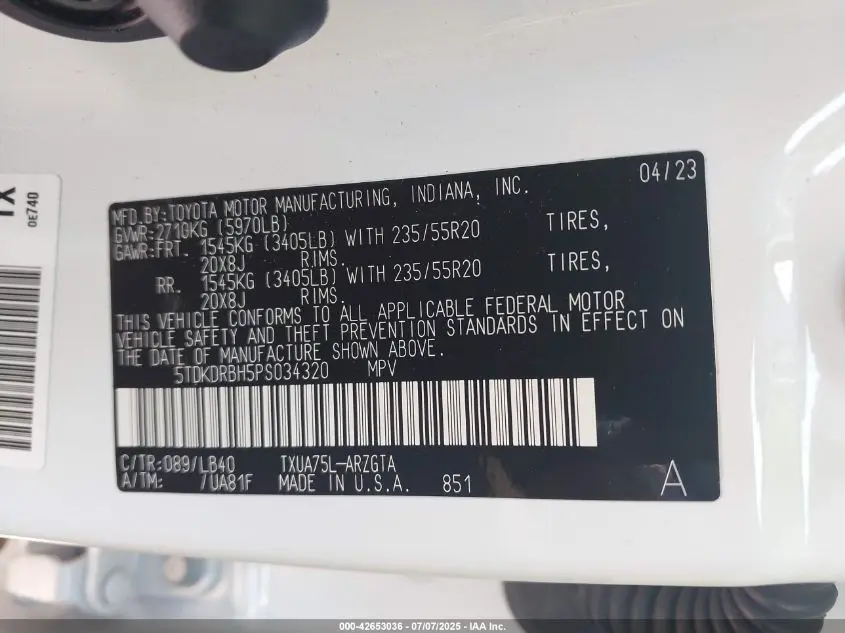 X1
0E740
04/23
MFD.BY:TOYOTA MOTOR MANUFACTURING, INDIANA, INC.
GVWR:2710KG (5970LB)
GAWR:FRT. 1545KG (3405LB) WITH 235/55R20 TIRES,
20X8J RIMS.
RR. 1545KG (3405LB) WITH 235/55R20 TIRES,
20X8J RIMS.
THIS VEHICLE CONFORMS TO ALL APPLICABLE FEDERAL MOTOR
VEHICLE SAFETY AND THEFT PREVENTION STANDARDS IN EFFECT ON
THE DATE OF MANUFACTURE SHOWN ABOVE.
5TDKDRBH5PS034320 MPV
C/TR:089/LB40 TXUA75L-ARZGTA
A/TM: /UA81F MADE IN U.S.A. 851 A
000-42653036 - 07/07/2025 - IAA Inc.